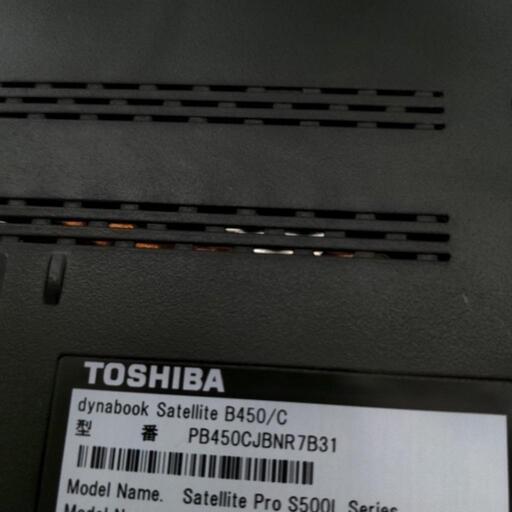 TOSHIBA
dynabook Satellite B450/C
型 番 PB450CJBNR7B31
Model Name. Satellite Pro S500L Series